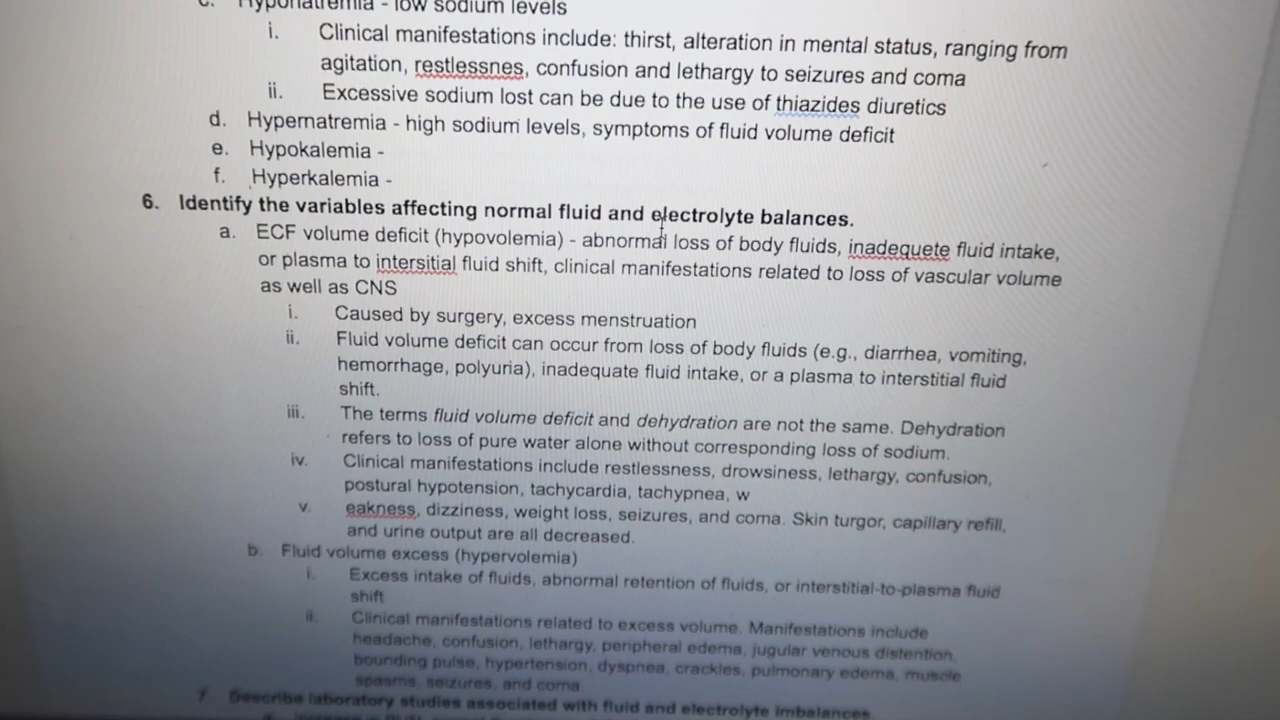 c. Hyponatremia - low sodium levels
i. Clinical manifestations include: thirst, alteration in mental status, ranging from
agitation, restlessnes, confusion and lethargy to seizures and coma
ii. Excessive sodium lost can be due to the use of thiazides diuretics
d. Hypernatremia - high sodium levels, symptoms of fluid volume deficit
e. Hypokalemia -
f. Hyperkalemia -
6. Identify the variables affecting normal fluid and electrolyte balances.
a. ECF volume deficit (hypovolemia) - abnormal loss of body fluids, inadequete fluid intake,
or plasma to intersitial fluid shift, clinical manifestations related to loss of vascular volume
as well as CNS
i. Caused by surgery, excess menstruation
ii. Fluid volume deficit can occur from loss of body fluids (e.g., diarrhea, vomiting,
hemorrhage, polyuria), inadequate fluid intake, or a plasma to interstitial fluid
shift.
iii. The terms fluid volume deficit and dehydration are not the same. Dehydration
refers to loss of pure water alone without corresponding loss of sodium.
iv. Clinical manifestations include restlessness, drowsiness, lethargy, confusion,
postural hypotension, tachycardia, tachypnea, w
v. eakness, dizziness, weight loss, seizures, and coma. Skin turgor, capillary refill,
and urine output are all decreased.
b. Fluid volume excess (hypervolemia)
i. Excess intake of fluids, abnormal retention of fluids, or interstitial-to-plasma fluid
shift
ii. Clinical manifestations related to excess volume. Manifestations include
headache, confusion, lethargy, peripheral edema, jugular venous distention,
bounding pulse, hypertension, dyspnea, crackles, pulmonary edema, muscle
spasms, seizures, and coma
7. Describe laboratory studies associated with fluid and electrolyte imbalances